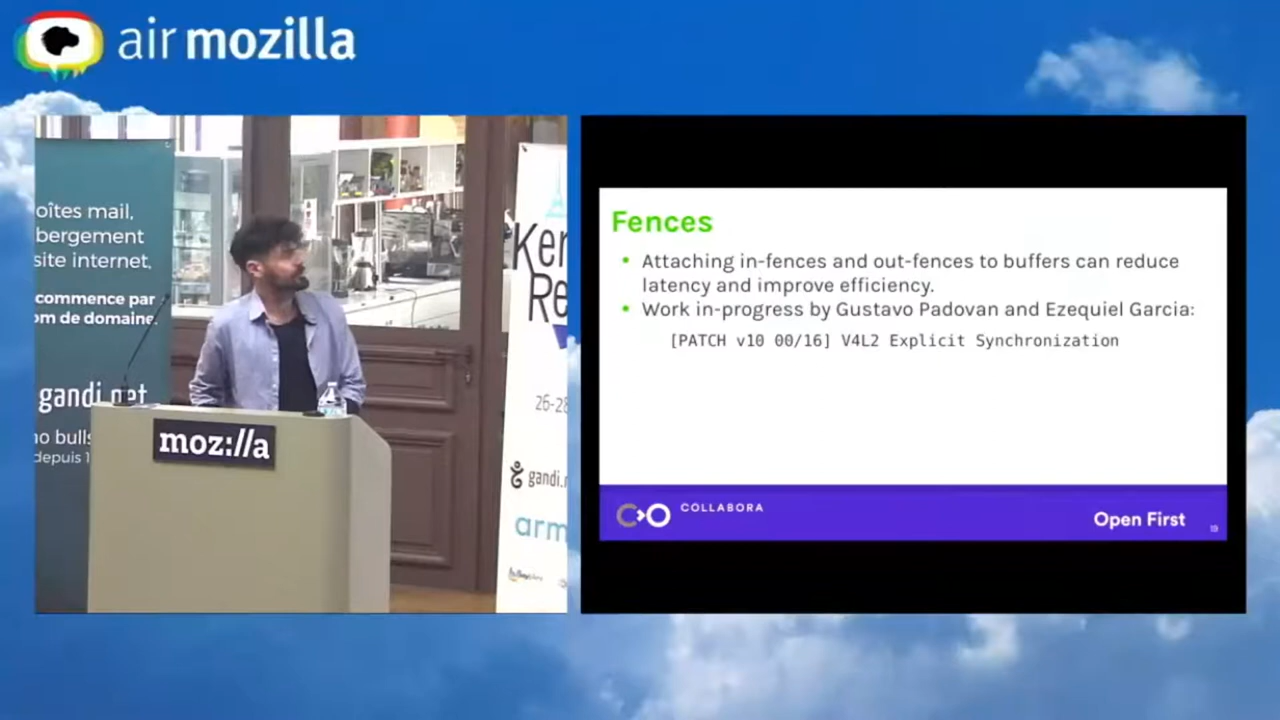 air mozilla
oîtes mail,
bergement
site internet,
commence par
om de domaine.
gandi.net
no bulls
depuis 1
moz://a
Ker
Re
26-28
gandi.n
arm
Fences
Attaching in-fences and out-fences to buffers can reduce
latency and improve efficiency.
Work in-progress by Gustavo Padovan and Ezequiel Garcia:
[PATCH v10 00/16] V4L2 Explicit Synchronization
COLLABORA
Open First
19